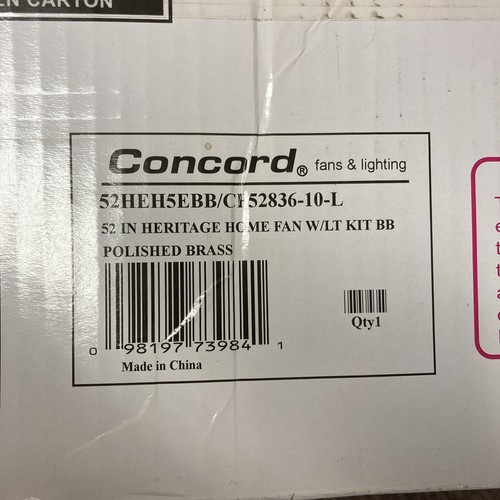 EN CARTON
Concord® fans & lighting
52HEH5EBB/CF52836-10-L
52 IN HERITAGE HOME FAN W/LT KIT BB
POLISHED BRASS
Qty1
0 98197 73984 1
Made in China